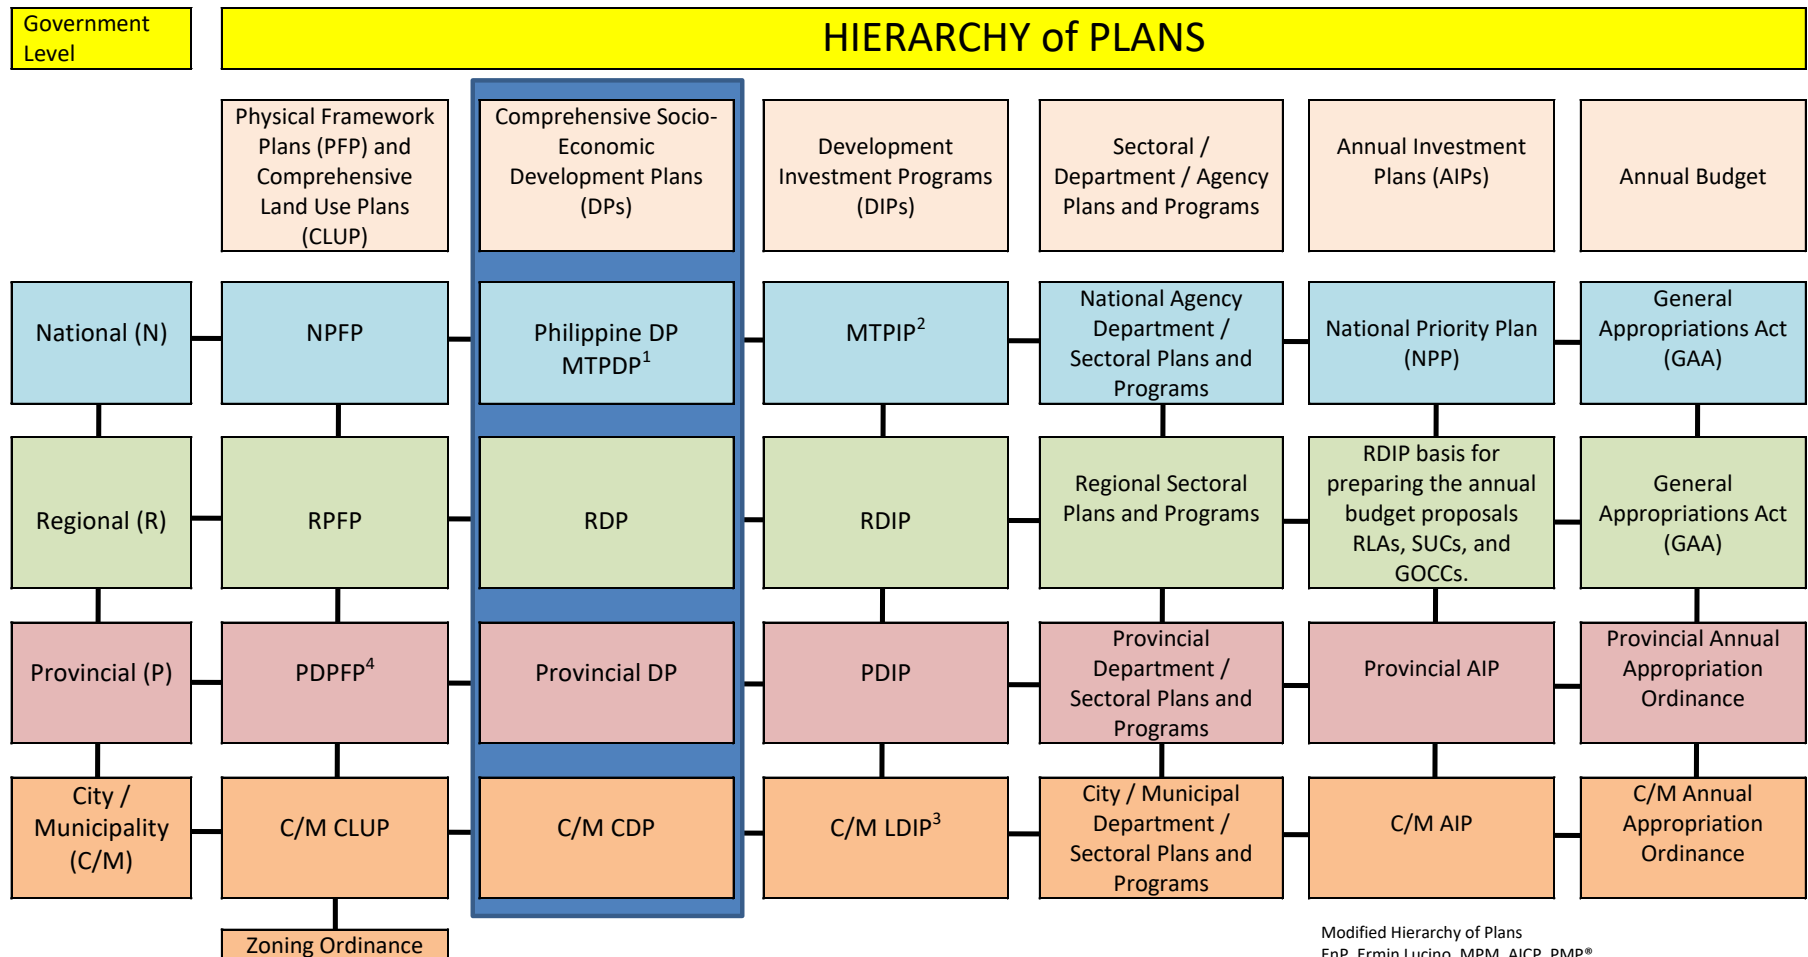 Government
Level
HIERARCHY of PLANS
Physical Framework
Plans (PFP) and
Comprehensive
Land Use Plans
(CLUP)
Comprehensive Socio-
Economic
Development Plans
(DPs)
Development
Investment Programs
(DIPs)
Sectoral /
Department / Agency
Plans and Programs
Annual Investment
Plans (AIPs)
Annual Budget
National (N)
NPFP
Philippine DP
MTPDP1
MTPIP2
National Agency
Department /
Sectoral Plans and
Programs
National Priority Plan
(NPP)
General
Appropriations Act
(GAA)
Regional (R)
RPFP
RDP
RDIP
Regional Sectoral
Plans and Programs
RDIP basis for
preparing the annual
budget proposals
RLAs, SUCs, and
GOCCs.
General
Appropriations Act
(GAA)
Provincial (P)
PDPFP4
Provincial DP
PDIP
Provincial
Department /
Sectoral Plans and
Programs
Provincial AIP
Provincial Annual
Appropriation
Ordinance
City /
Municipality
(C/M)
C/M CLUP
C/M CDP
C/M LDIP3
City / Municipal
Department /
Sectoral Plans and
Programs
C/M AIP
C/M Annual
Appropriation
Ordinance
Zoning Ordinance
Modified Hierarchy of Plans
EnP. Ermin Lucino, MPM, AICP, PMP®